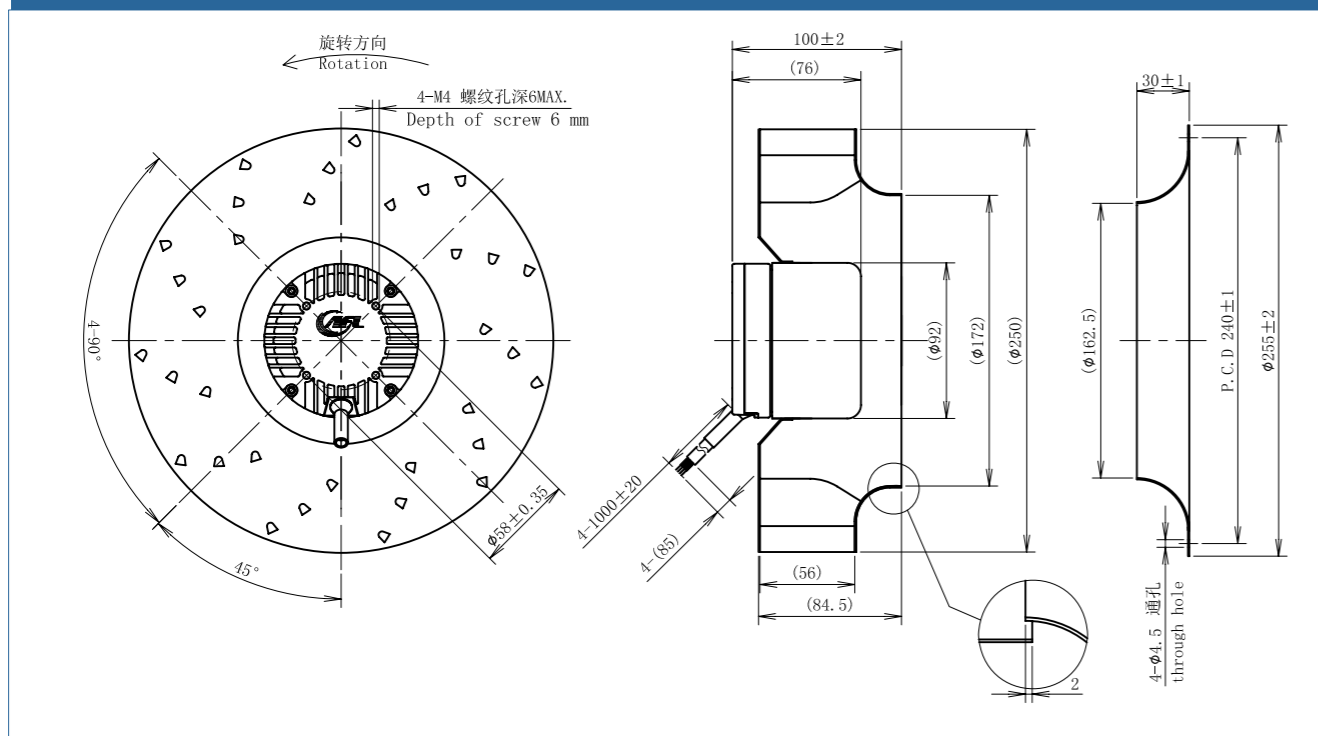 旋转方向
Rotation
4-M4 螺纹孔深6MAX.
Depth of screw 6 mm
4-90°
45°
ϕ58±0.35
AFL
100±2
(76)
(ϕ92)
(ϕ172)
(ϕ250)
4-1000±20
4-(85)
(56)
(84.5)
2
30±1
(ϕ162.5)
P.C.D 240±1
ϕ255±2
4-ϕ4.5 通孔
through hole